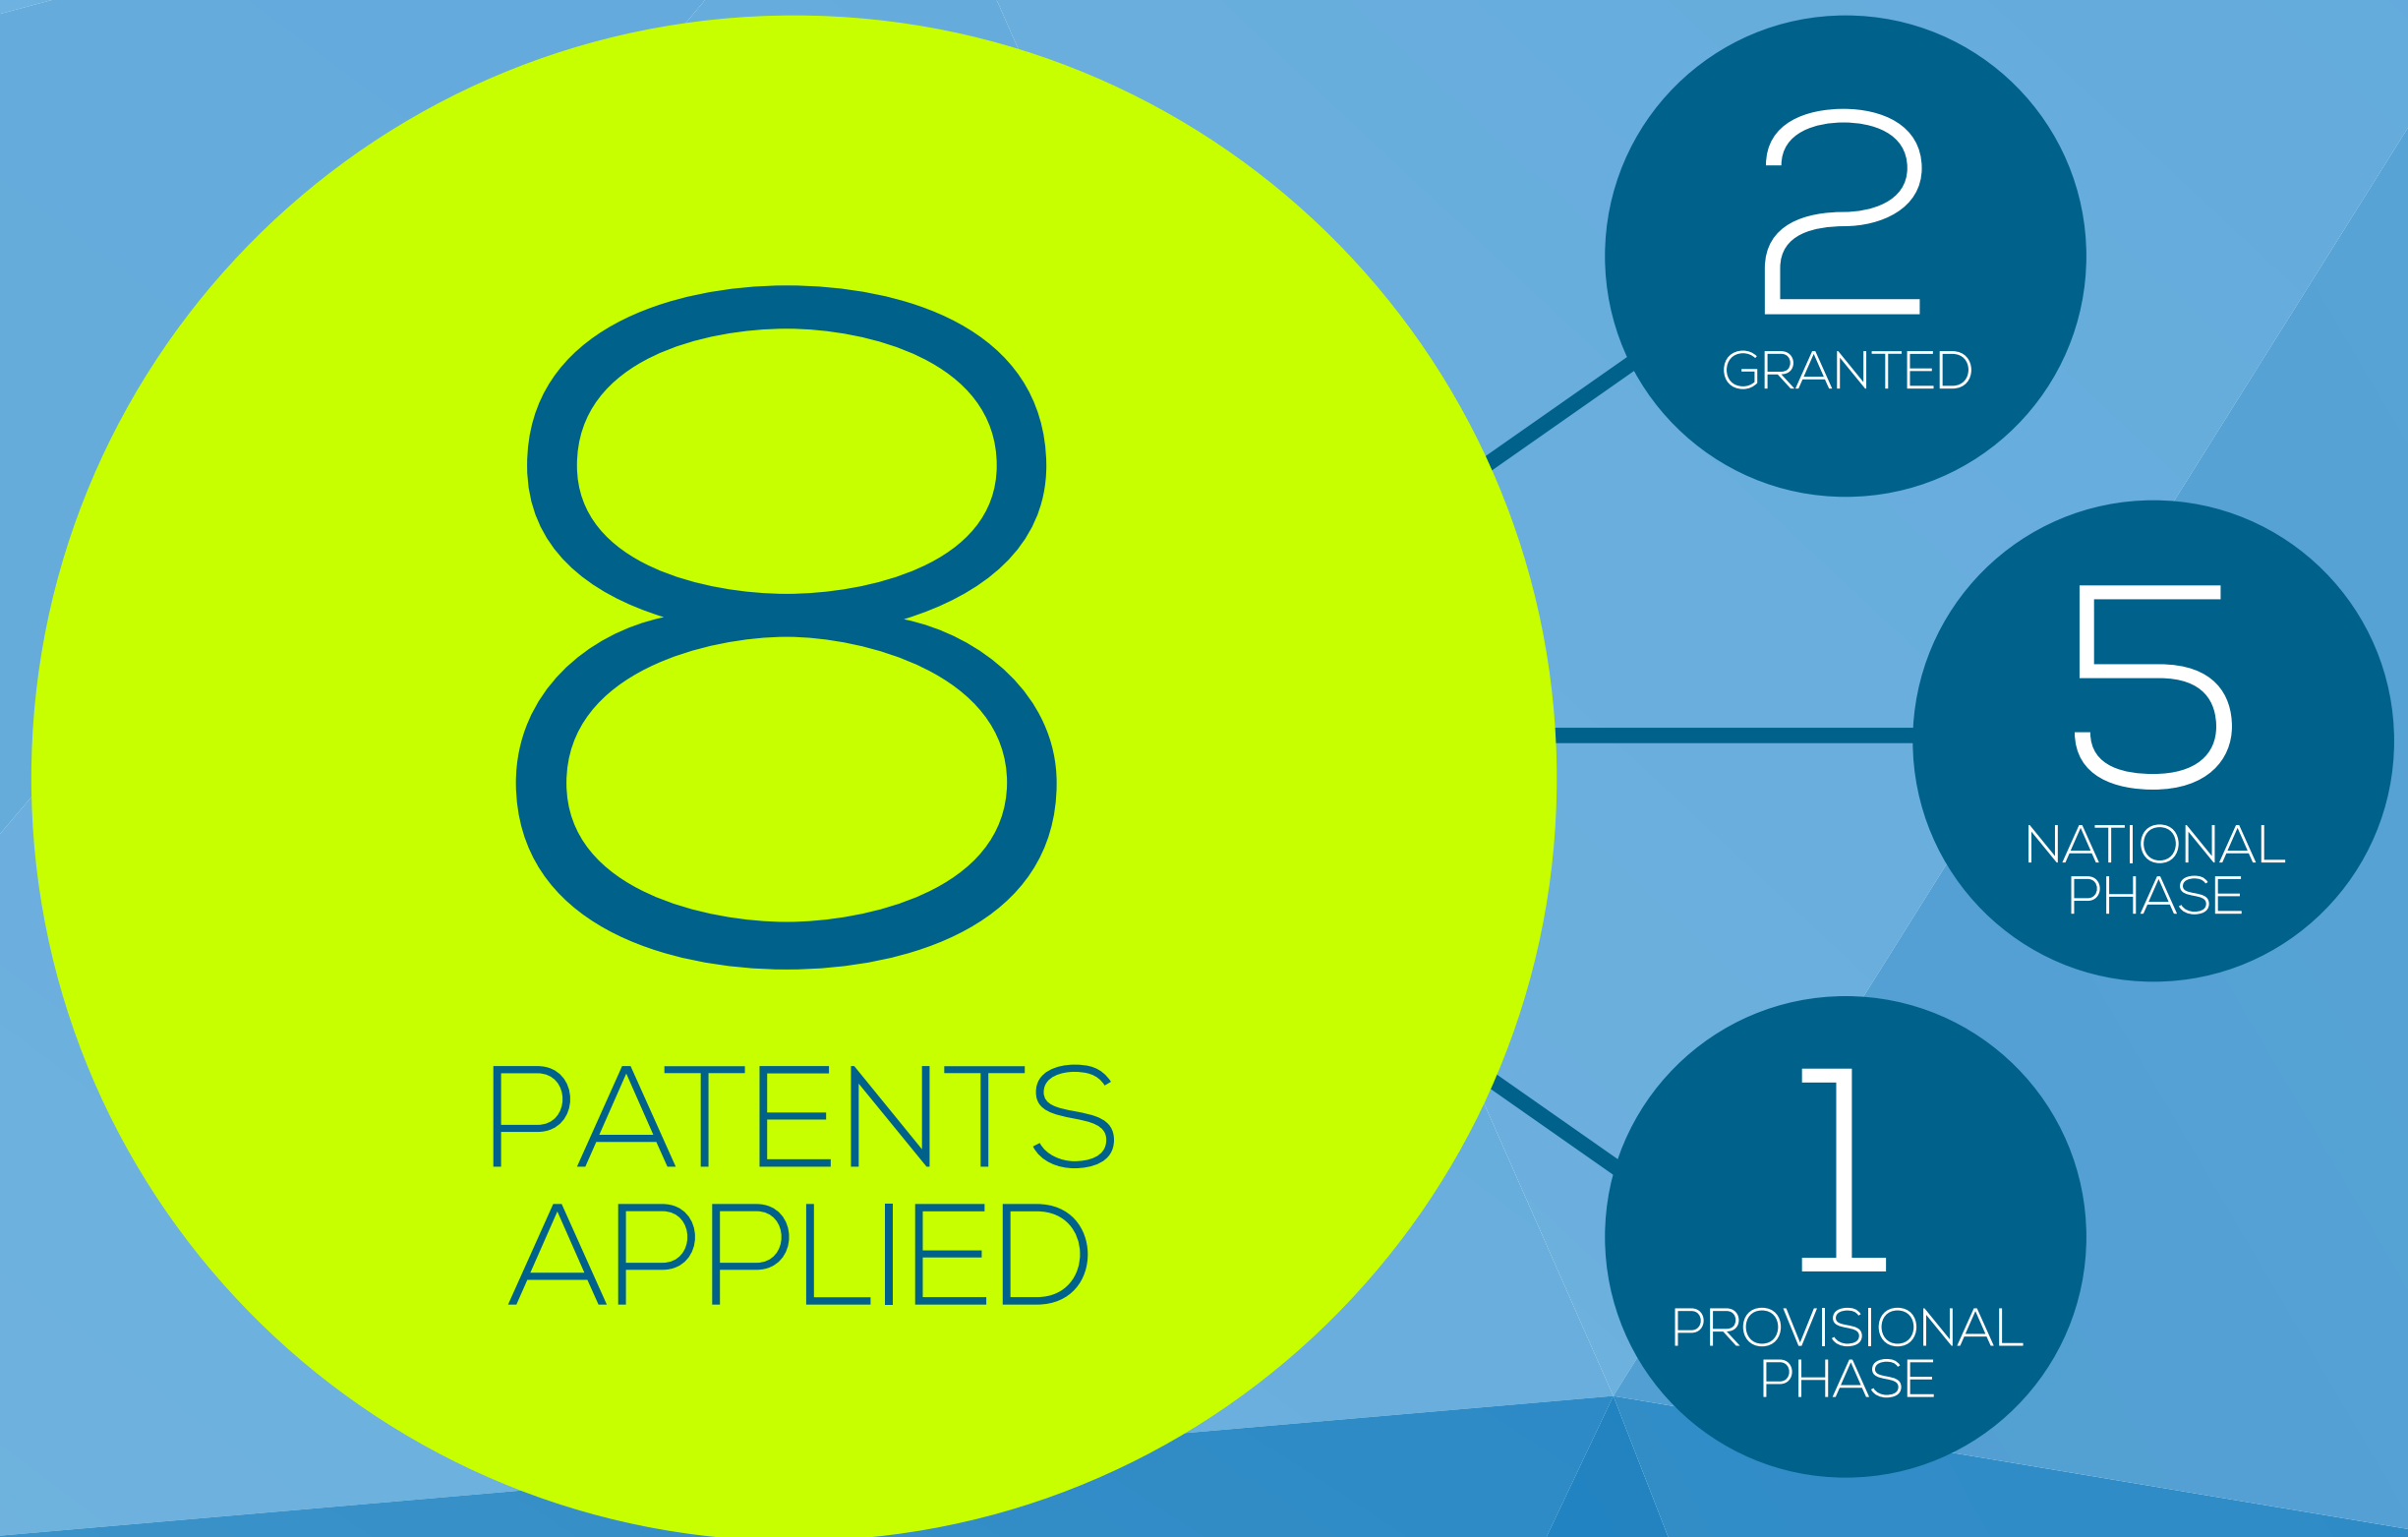 8
PATENTS
APPLIED
2
GRANTED
5
NATIONAL
PHASE
1
PROVISIONAL
PHASE